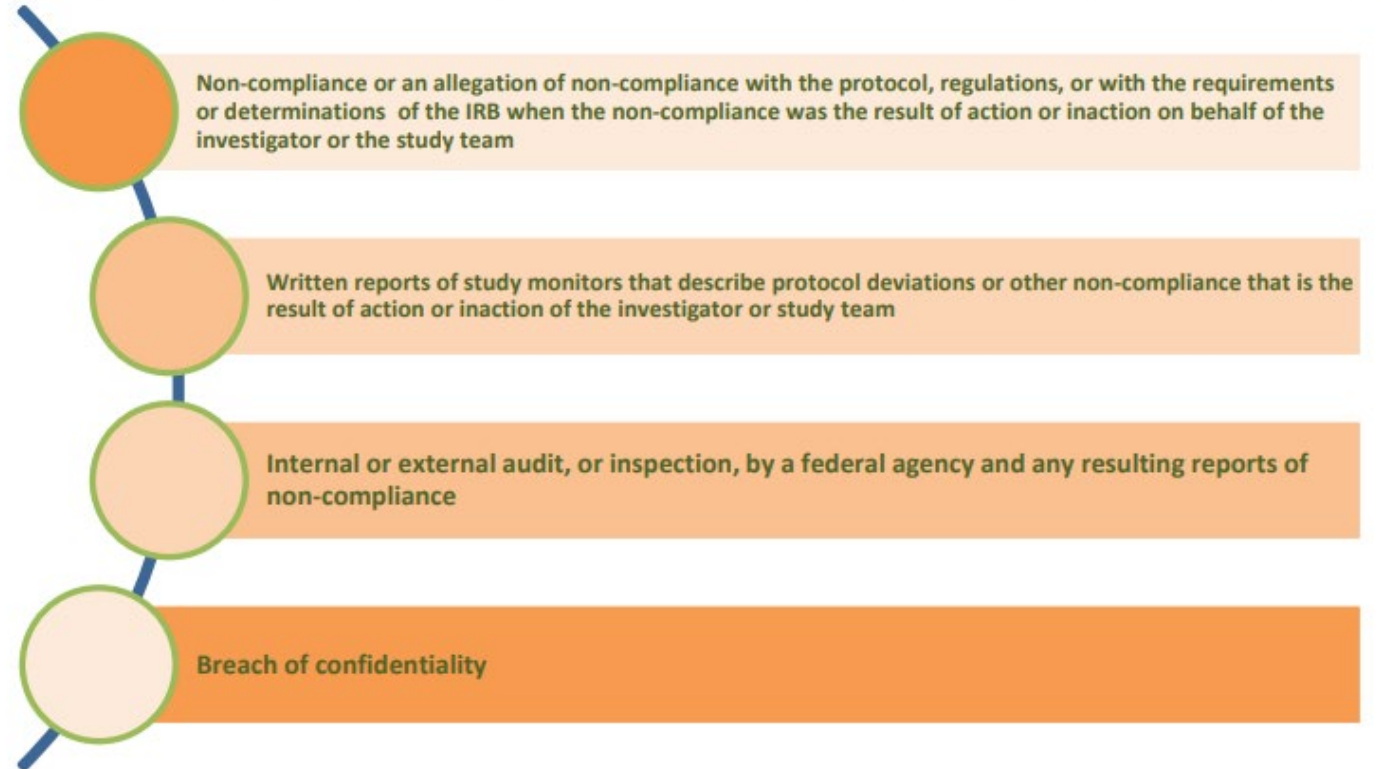 Non-compliance or an allegation of non-compliance with the protocol, regulations, or with the requirements
or determinations of the IRB when the non-compliance was the result of action or inaction on behalf of the
investigator or the study team
Written reports of study monitors that describe protocol deviations or other non-compliance that is the
result of action or inaction of the investigator or study team
Internal or external audit, or inspection, by a federal agency and any resulting reports of
non-compliance
Breach of confidentiality